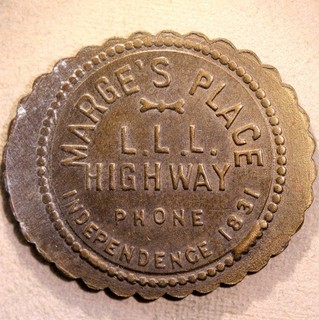 MARGE'S PLACE
L.L.L.
HIGHWAY
PHONE
INDEPENDENCE 1831